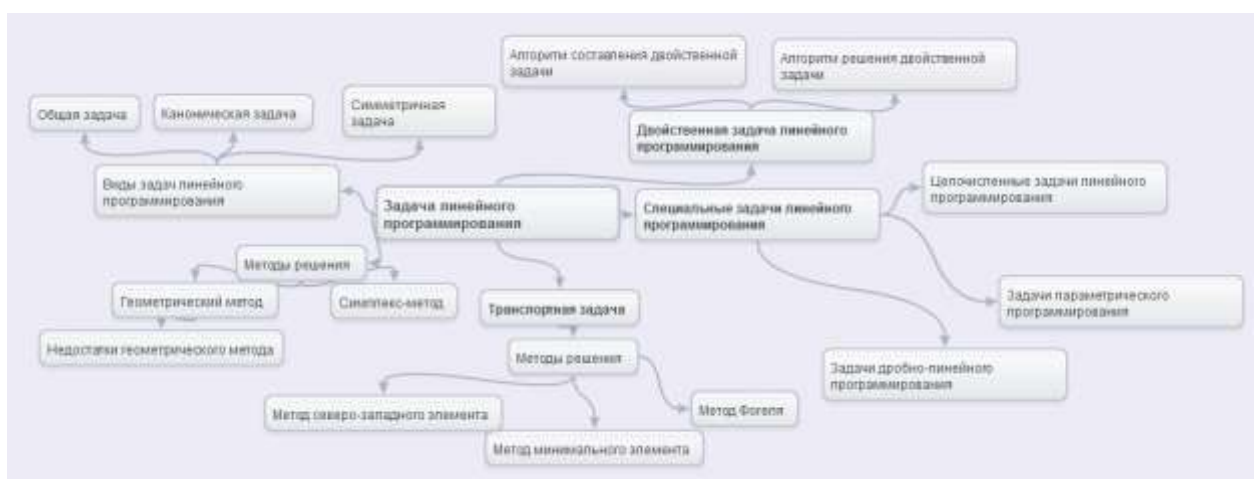 Алгоритм составления двойственной
задачи
Алгоритм решения двойственной
задачи
Общая задача
Каноническая задача
Симметричная
задача
Двойственная задача линейного
программирования
Виды задач линейного
программирования
Задача линейного
программирования
Специальные задачи линейного
программирования
Целочисленные задачи линейного
программирования
Методы решения
Геометрический метод
Симплекс-метод
Транспортная задача
Задачи параметрического
программирования
Недостатки геометрического метода
Методы решения
Задачи дробно-линейного
программирования
Метод северо-западного элемента
Метод Фогеля
Метод минимального элемента